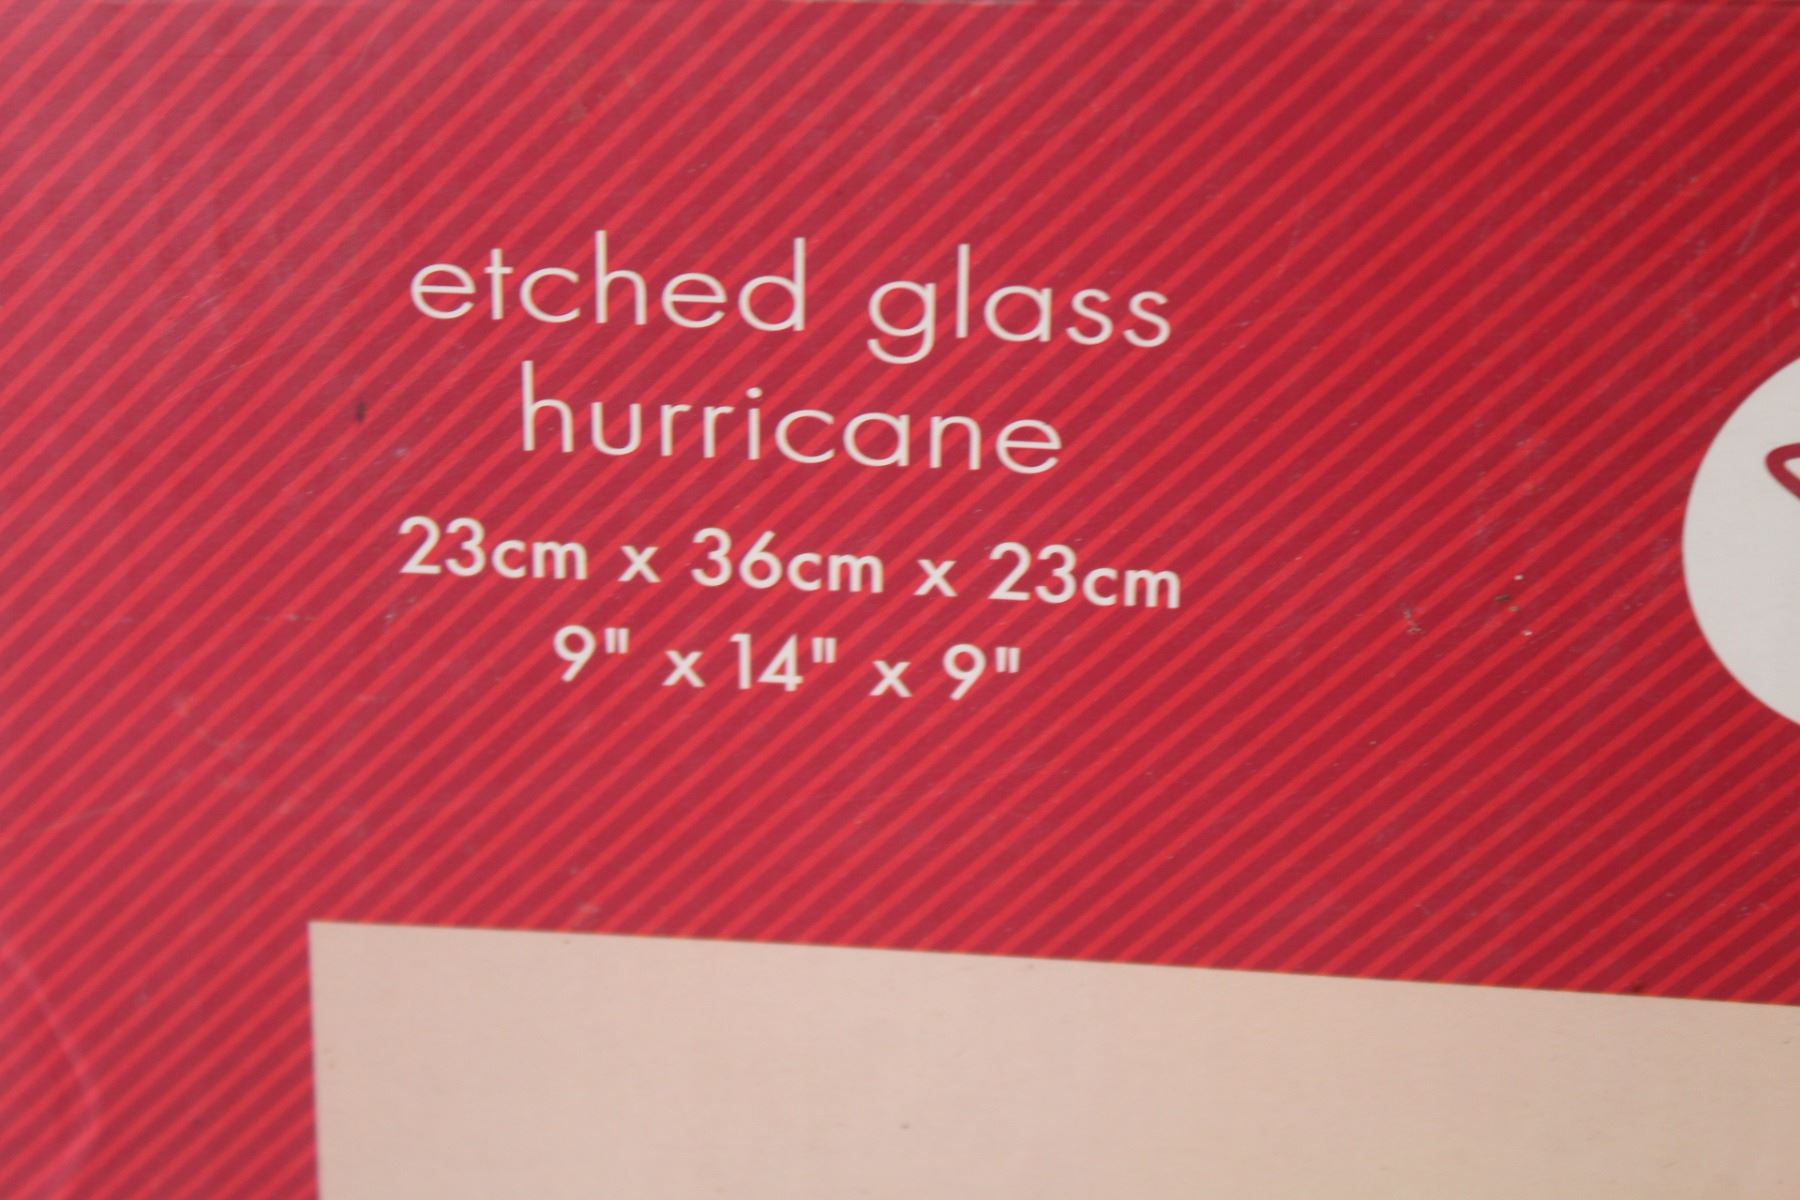 etched glass
hurricane
23cm x 36cm x 23cm
9" x 14" x 9"